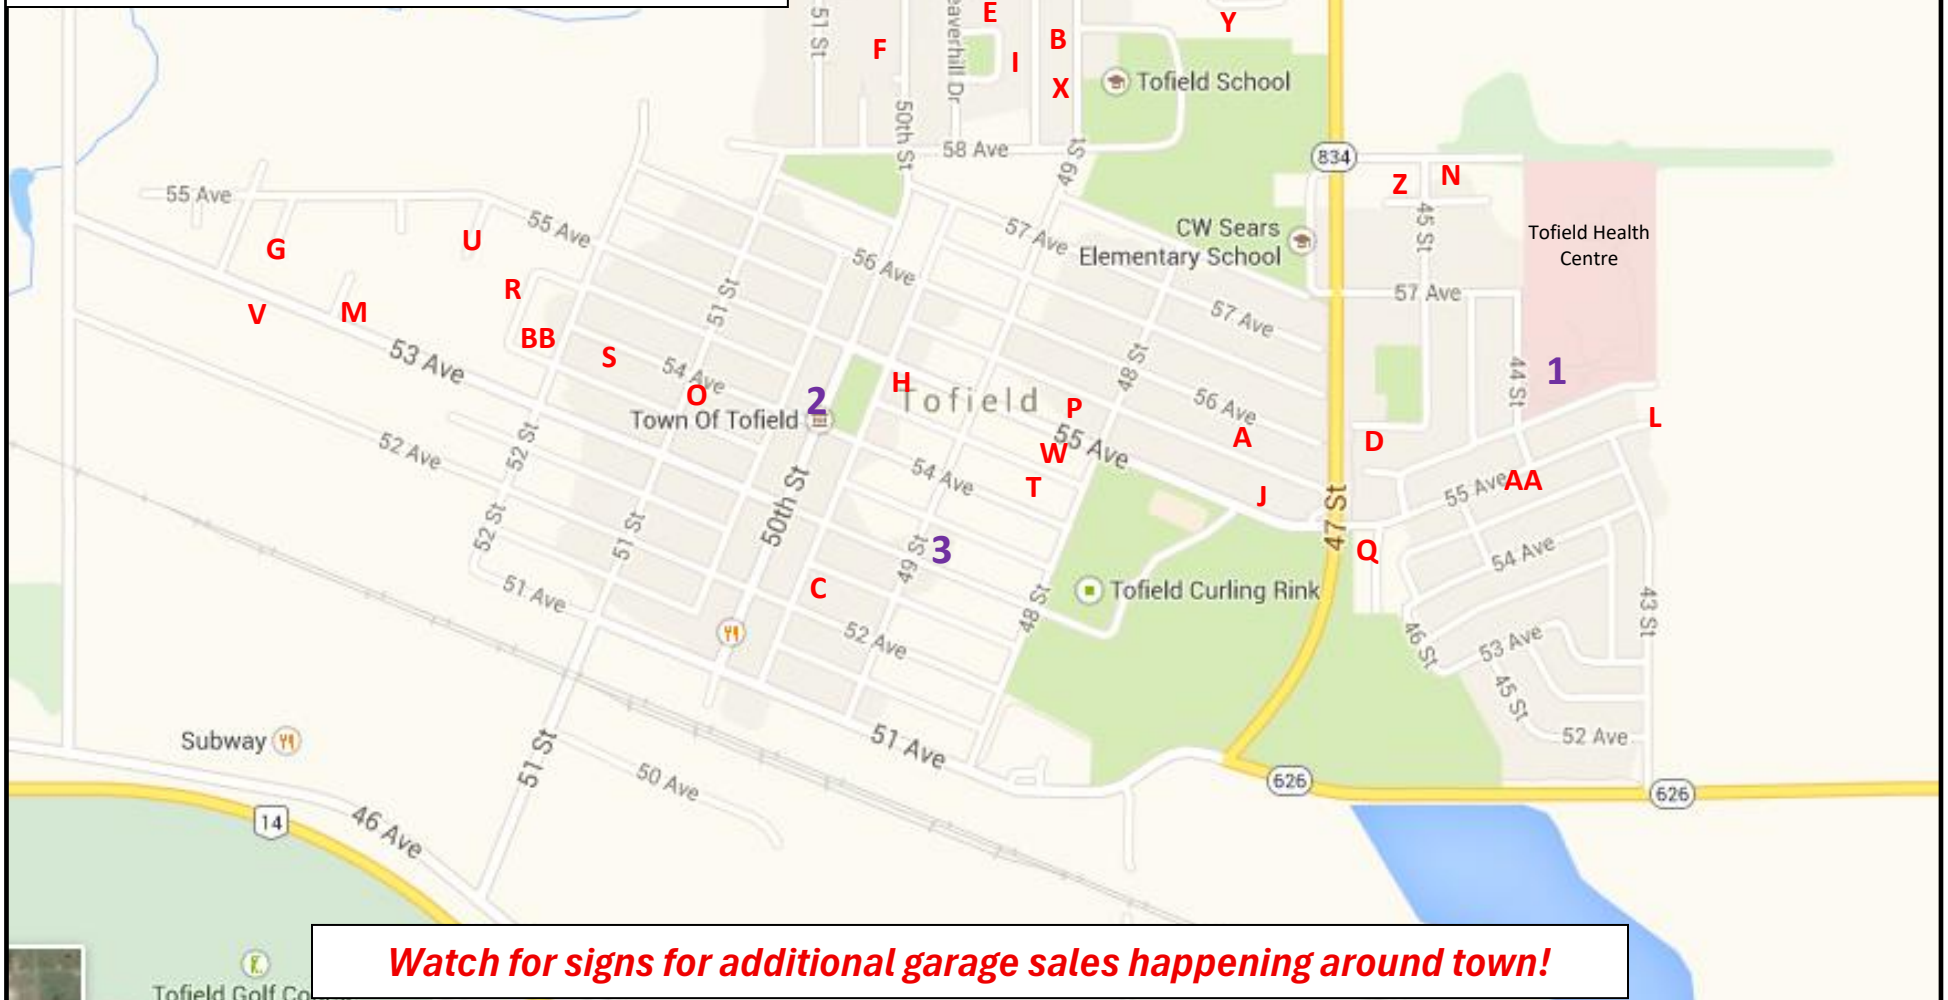 E
Y
51 St
F
eaverhill Dr
I
B
X
Tofield School
50th St
58 Ave
49 St
834
Z
N
55 Ave
45 St
CW Sears
Elementary School
Tofield Health
Centre
G
U
55 Ave
57 Ave
56 Ave
R
51 St
57 Ave
57 Ave
V
M
BB
53 Ave
S
54 Ave
O
2
H
Tofield
48 St
1
44 St
P
56 Ave
A
D
L
Town Of Tofield
55 Ave
W
T
52 Ave
52 St
54 Ave
J
55 Ave
AA
47 St
50th St
52 St
51 St
49 St
3
Q
54 Ave
51 Ave
C
48 St
Tofield Curling Rink
43 St
52 Ave
46 St
53 Ave
45 St
Subway
51 Ave
52 Ave
51 St
50 Ave
626
626
14
46 Ave
Watch for signs for additional garage sales happening around town!
Tofield Golf Co